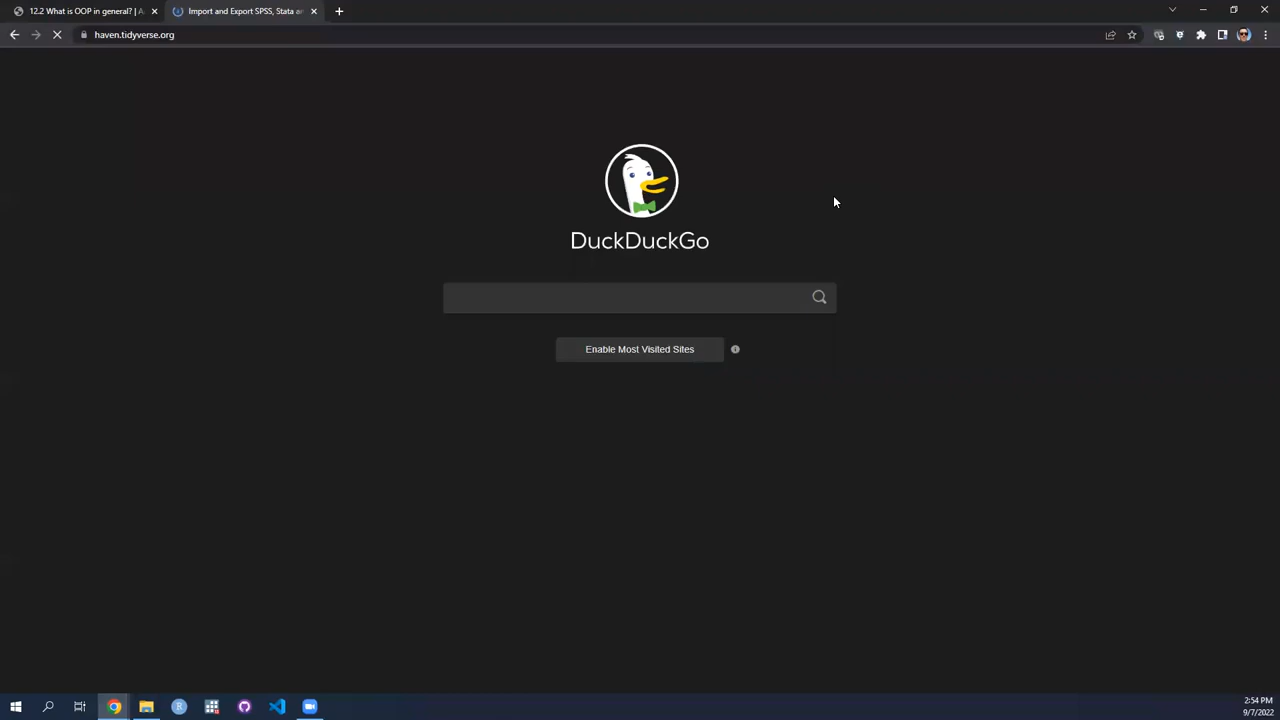 12.2 What is OOP in general? | A
Import and Export SPSS, Stata an
haven.tidyverse.org
DuckDuckGo
Enable Most Visited Sites
2:54 PM
9/7/2022